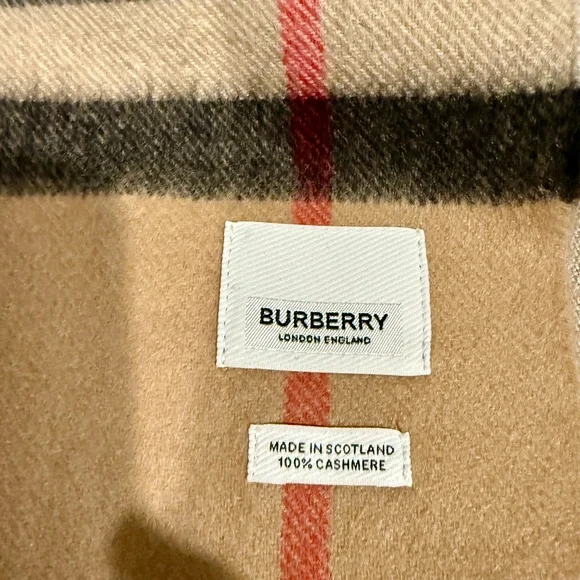 BURBERRY
LONDON ENGLAND
MADE IN SCOTLAND
100% CASHMERE